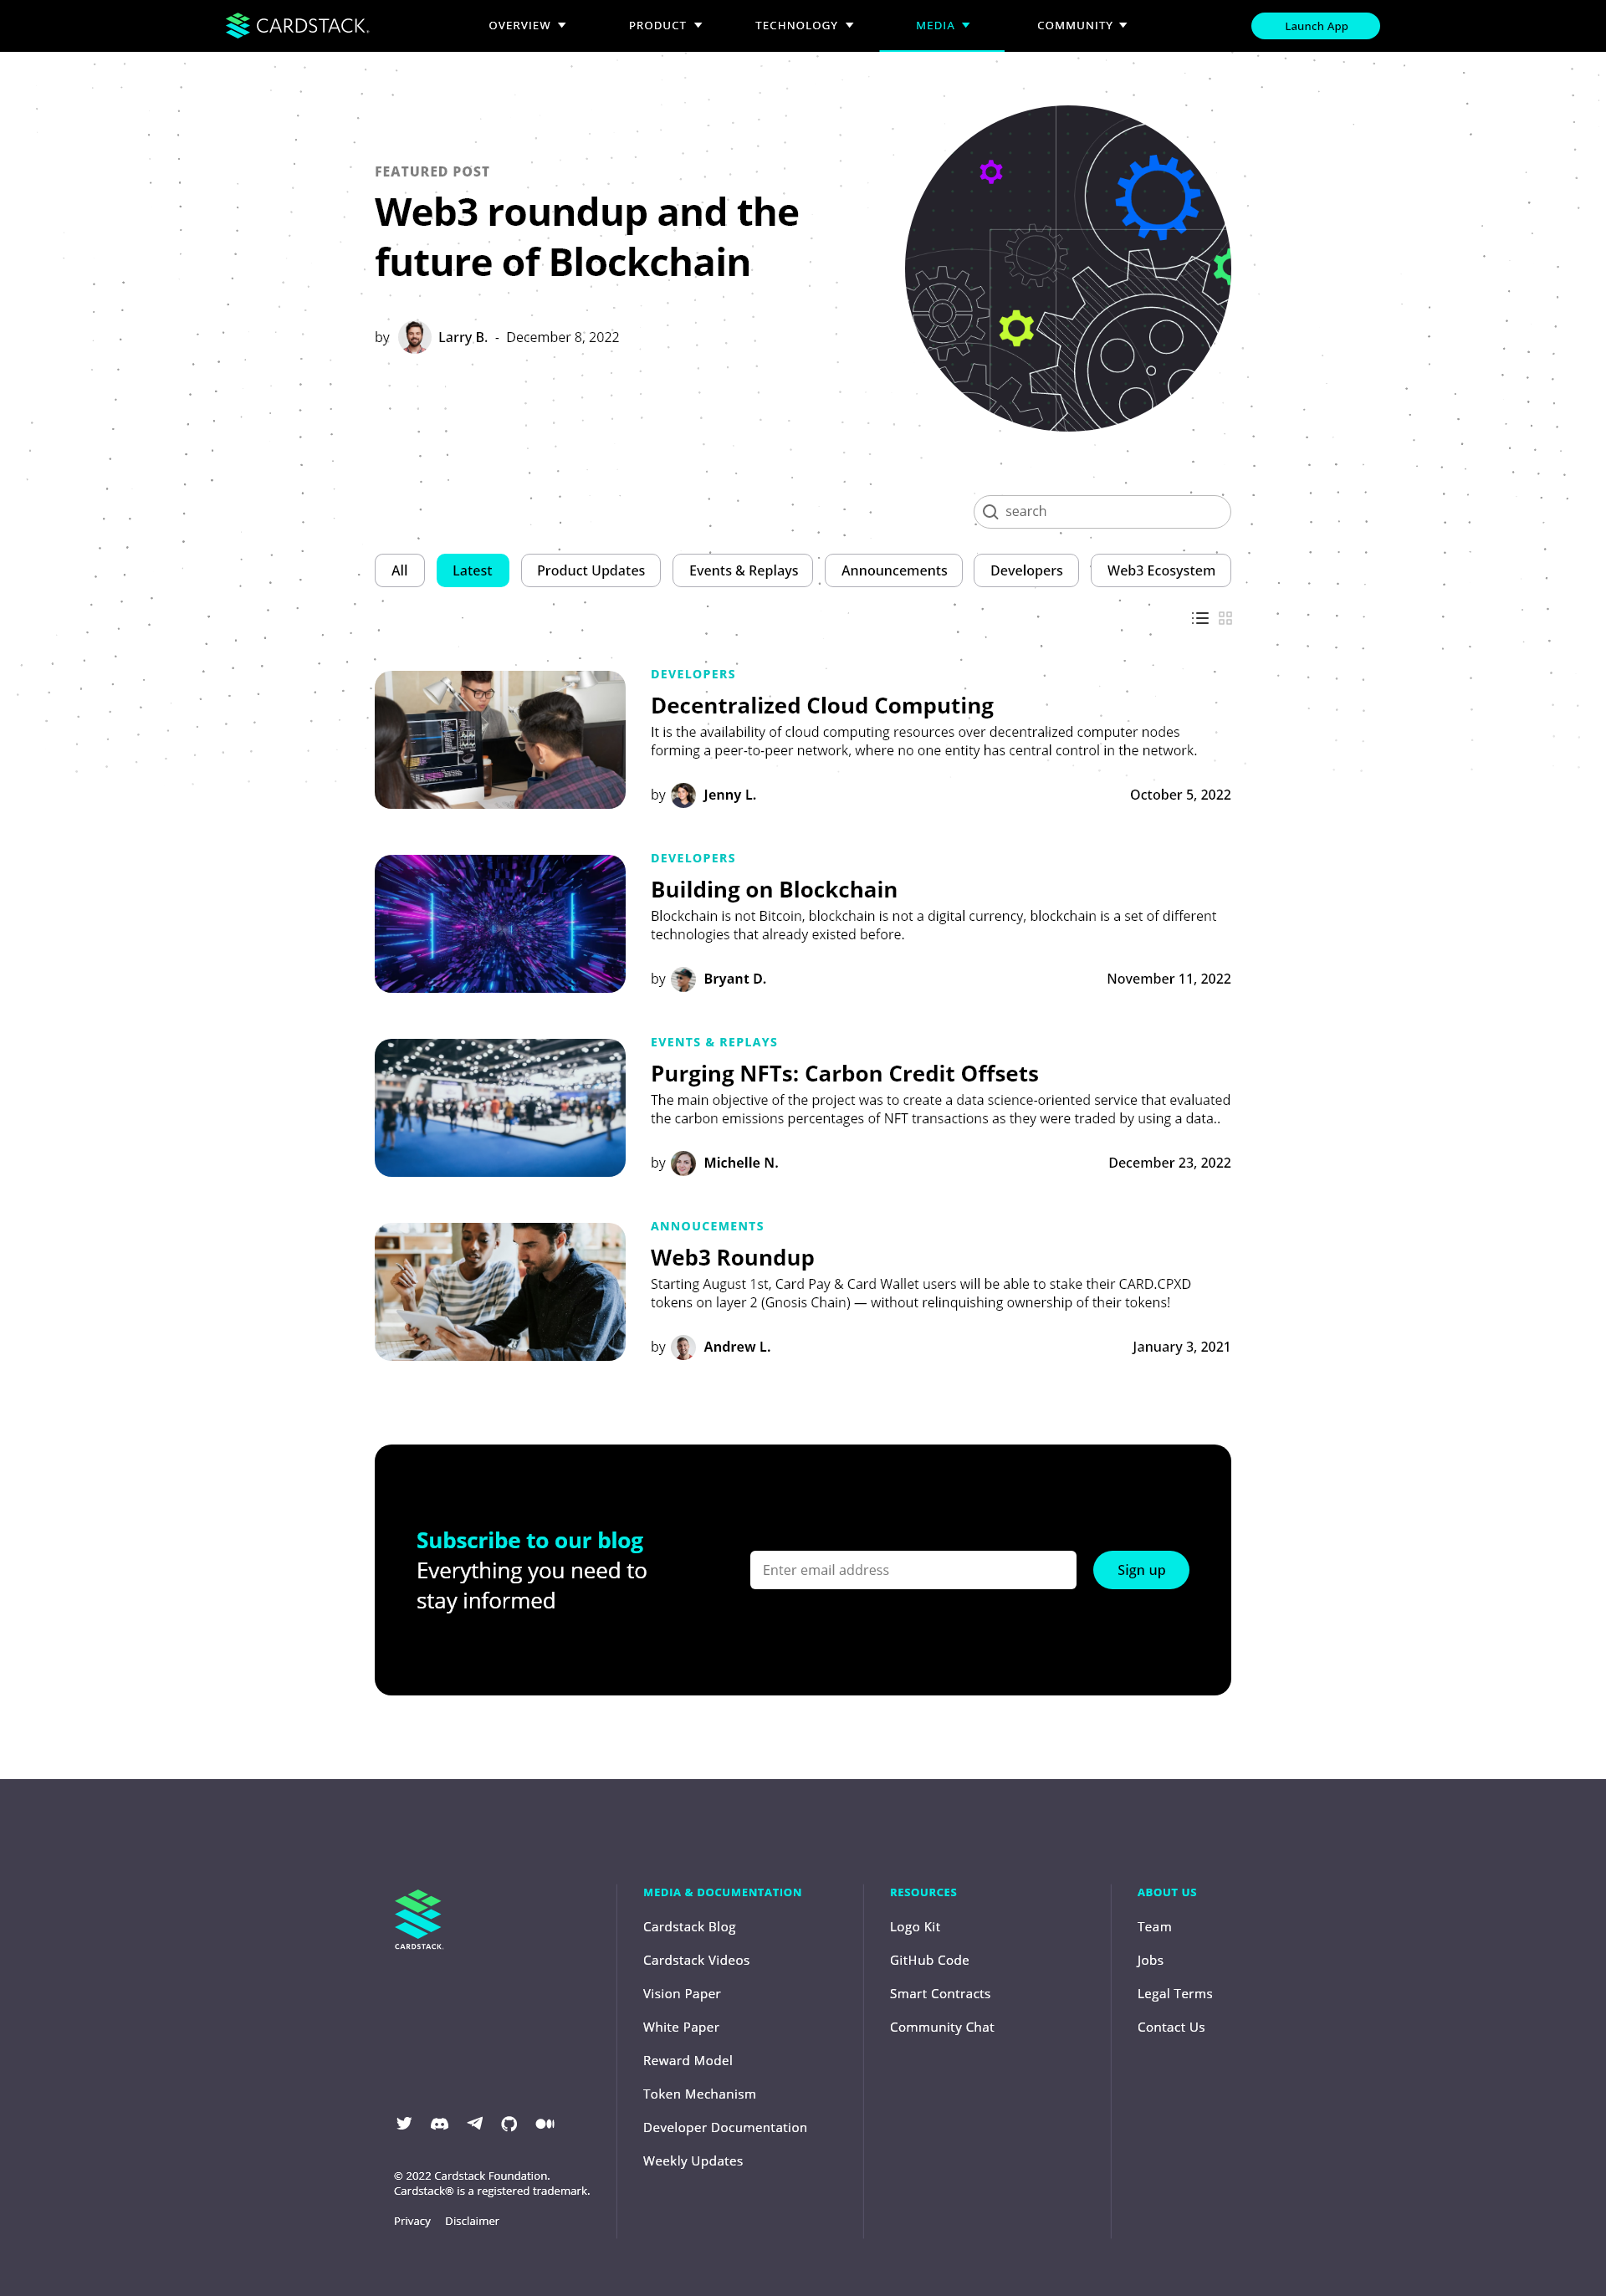 CARDSTACK.
OVERVIEW
PRODUCT
TECHNOLOGY
MEDIA
COMMUNITY
Launch App
FEATURED POST
Web3 roundup and the
future of Blockchain
by Larry B. - December 8, 2022
search
All
Latest
Product Updates
Events & Replays
Announcements
Developers
Web3 Ecosystem
DEVELOPERS
Decentralized Cloud Computing
It is the availability of cloud computing resources over decentralized computer nodes
forming a peer-to-peer network, where no one entity has central control in the network.
by Jenny L.
October 5, 2022
DEVELOPERS
Building on Blockchain
Blockchain is not Bitcoin, blockchain is not a digital currency, blockchain is a set of different
technologies that already existed before.
by Bryant D.
November 11, 2022
EVENTS & REPLAYS
Purging NFTs: Carbon Credit Offsets
The main objective of the project was to create a data science-oriented service that evaluated
the carbon emissions percentages of NFT transactions as they were traded by using a data..
by Michelle N.
December 23, 2022
ANNOUCEMENTS
Web3 Roundup
Starting August 1st, Card Pay & Card Wallet users will be able to stake their CARD.CPXD
tokens on layer 2 (Gnosis Chain) — without relinquishing ownership of their tokens!
by Andrew L.
January 3, 2021
Subscribe to our blog
Everything you need to
stay informed
Enter email address
Sign up
CARDSTACK.
© 2022 Cardstack Foundation.
Cardstack® is a registered trademark.
Privacy
Disclaimer
MEDIA & DOCUMENTATION
Cardstack Blog
Cardstack Videos
Vision Paper
White Paper
Reward Model
Token Mechanism
Developer Documentation
Weekly Updates
RESOURCES
Logo Kit
GitHub Code
Smart Contracts
Community Chat
ABOUT US
Team
Jobs
Legal Terms
Contact Us